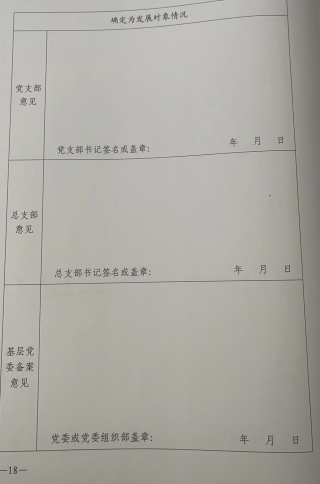 确定为发展对象情况
党支部
意见
党支部书记签名或盖章： 年 月 日
总支部
意见
总支部书记签名或盖章： 年 月 日
基层党
委备案
意见
党委或党委组织部盖章： 年 月 日
—18—